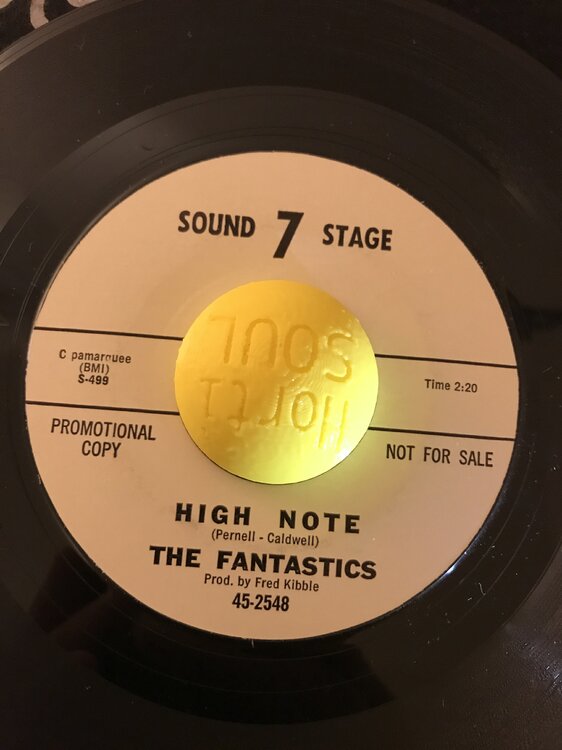 SOUND 7 STAGE
C pamarquee
(BMI)
S-499
Time 2:20
PROMOTIONAL
COPY
NOT FOR SALE
HIGH NOTE
(Pernell - Caldwell)
THE FANTASTICS
Prod. by Fred Kibble
45-2548
SOUL